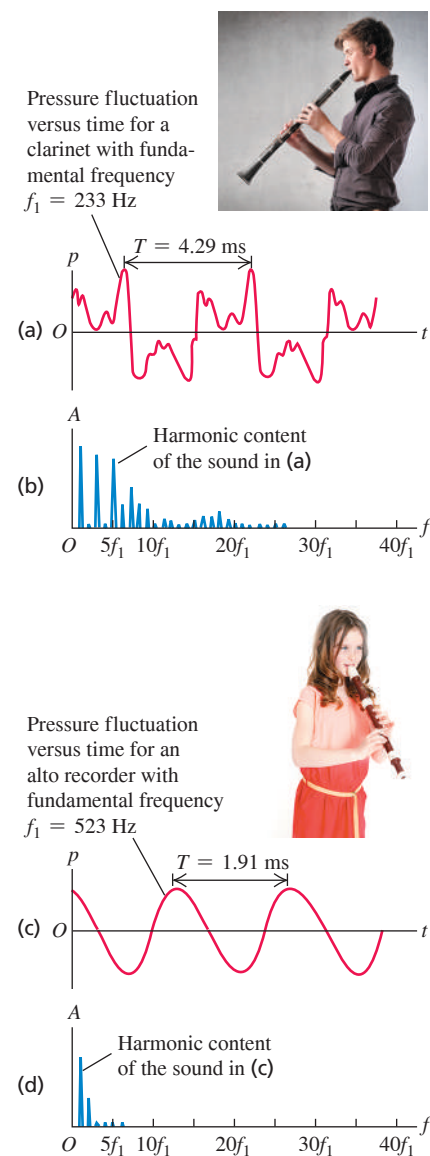 Pressure fluctuation
versus time for a
clarinet with funda-
mental frequency
f₁ = 233 Hz
p
T = 4.29 ms
(a)
O
t
A
Harmonic content
of the sound in (a)
(b)
f
O 5f₁ 10f₁ 20f₁ 30f₁ 40f₁
Pressure fluctuation
versus time for an
alto recorder with
fundamental frequency
f₁ = 523 Hz
p
T = 1.91 ms
(c)
O
t
A
Harmonic content
of the sound in (c)
(d)
f
O 5f₁ 10f₁ 20f₁ 30f₁ 40f₁